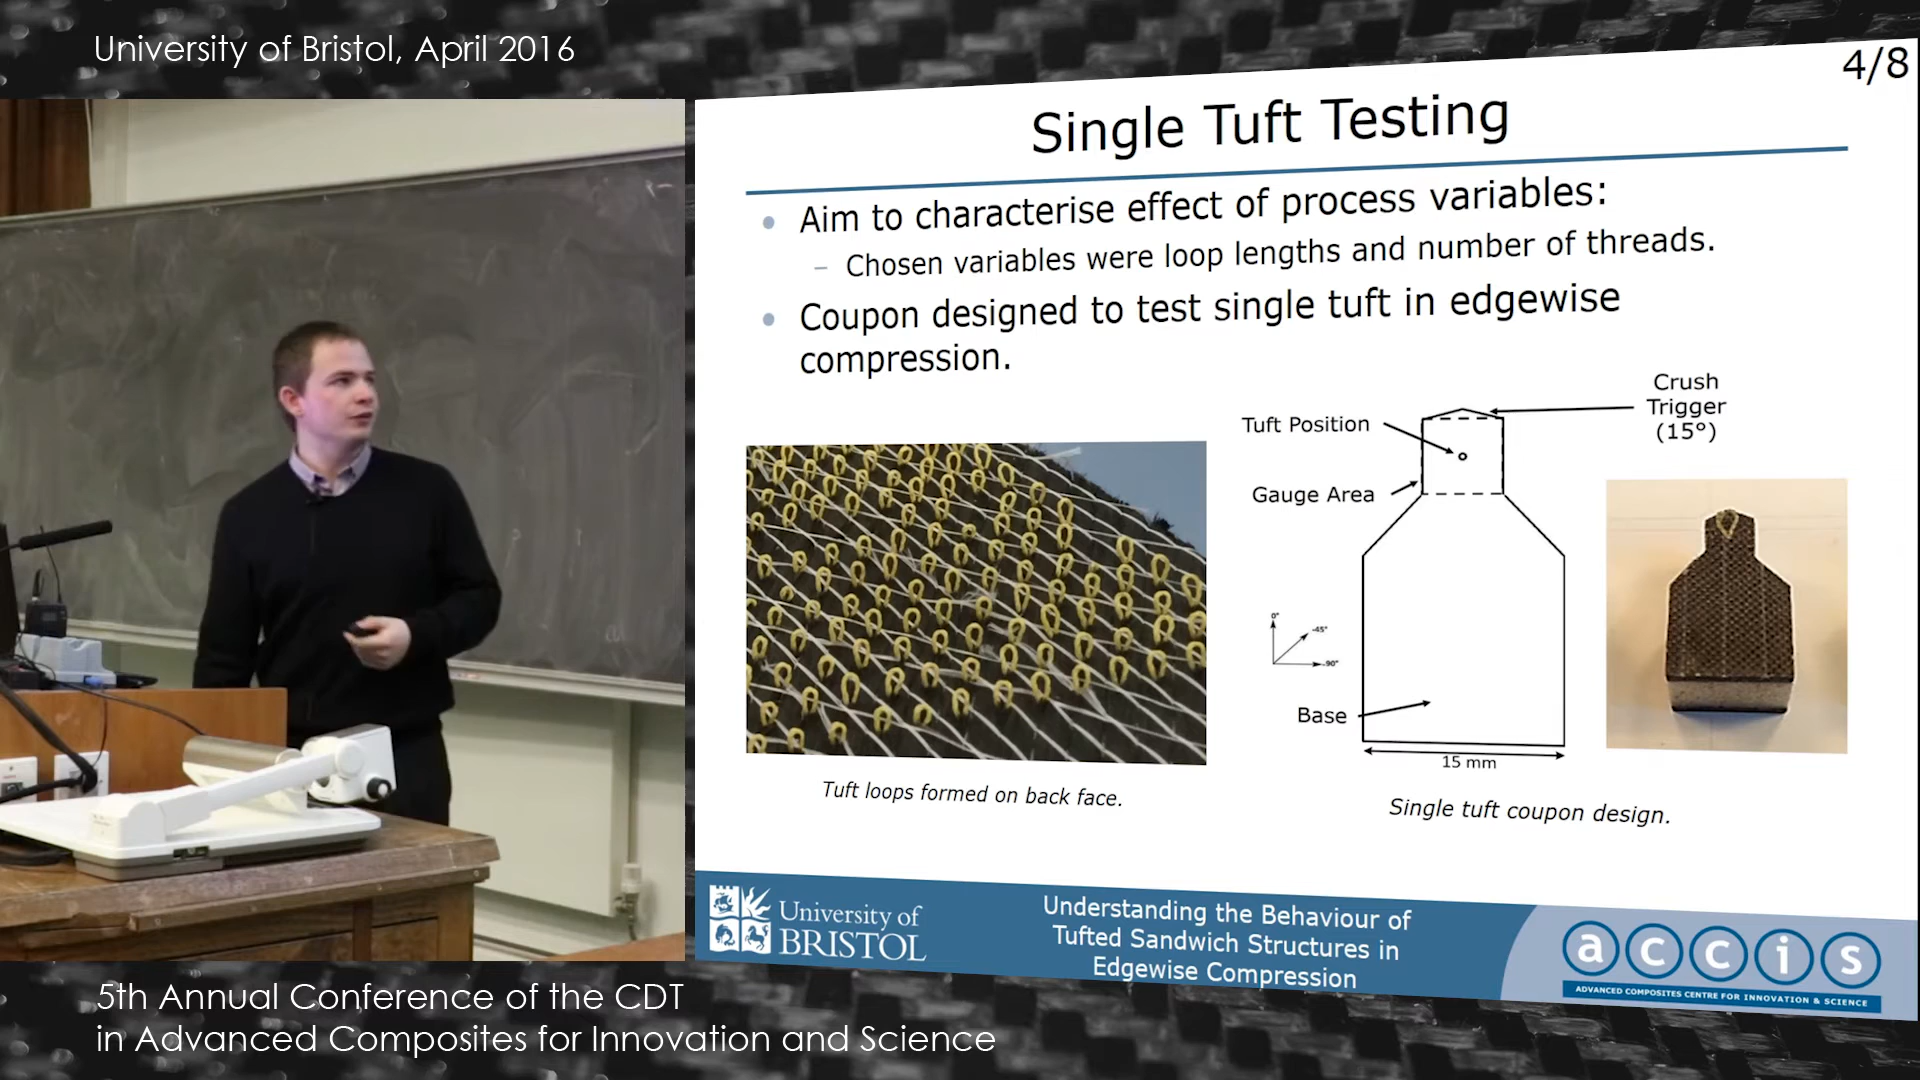 University of Bristol, April 2016
4/8
Single Tuft Testing
Aim to characterise effect of process variables:
– Chosen variables were loop lengths and number of threads.
Coupon designed to test single tuft in edgewise
compression.
Crush
Trigger
(15°)
Tuft Position
Gauge Area
0°
-45°
-90°
Base
15 mm
Tuft loops formed on back face.
Single tuft coupon design.
University of
BRISTOL
Understanding the Behaviour of
Tufted Sandwich Structures in
Edgewise Compression
accis
ADVANCED COMPOSITES CENTRE FOR INNOVATION & SCIENCE
5th Annual Conference of the CDT
in Advanced Composites for Innovation and Science